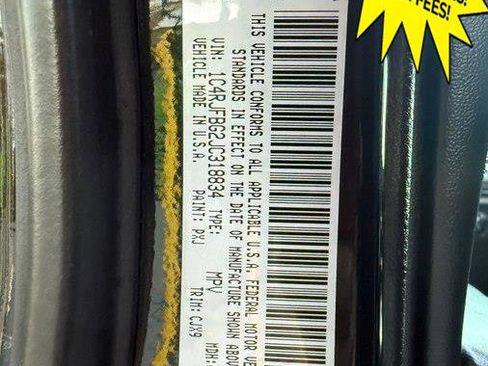 FEES!
THIS VEHICLE CONFORMS TO ALL APPLICABLE U.S.A. FEDERAL MOTOR VE
STANDARDS IN EFFECT ON THE DATE OF MANUFACTURE SHOWN ABOV
VIN: 1C4RJFBG2JC318834 TYPE: MPV
VEHICLE MADE IN U.S.A. PAINT: PXJ TRIM: CJX9 MDH: